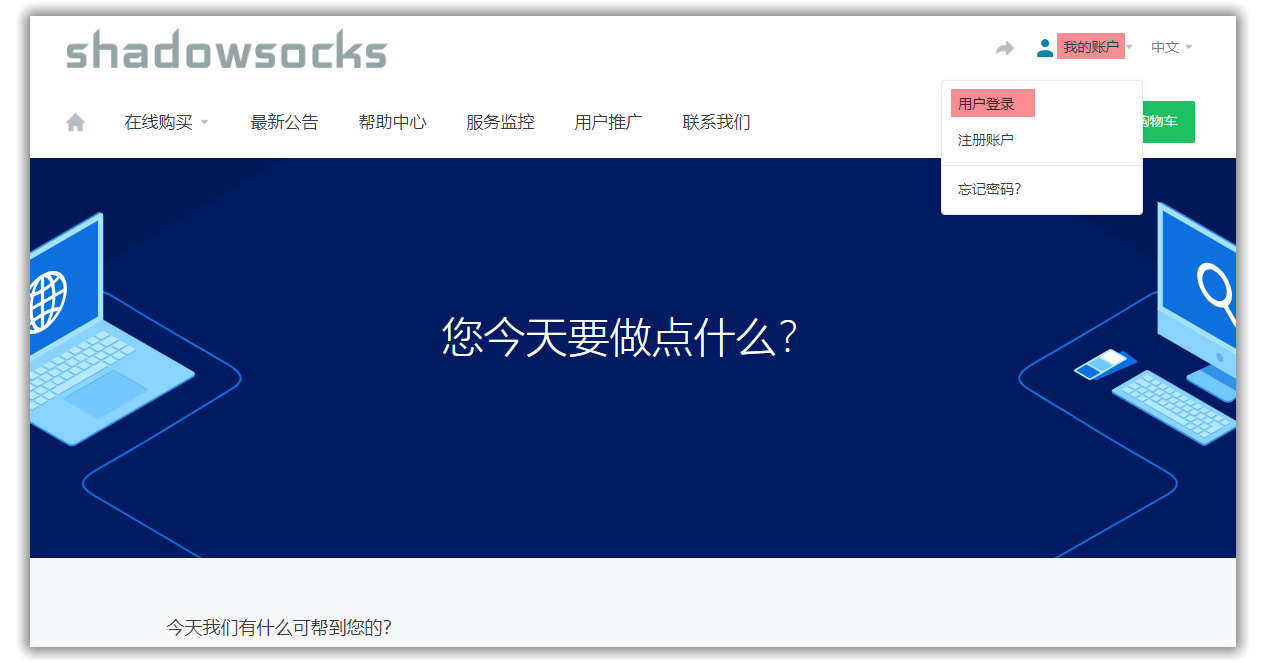 shadowsocks
我的账户 中文
在线购买 最新公告 帮助中心 服务监控 用户推广 联系我们
用户登录
物车
注册账户
忘记密码?
您今天要做点什么?
今天我们有什么可帮到您的?